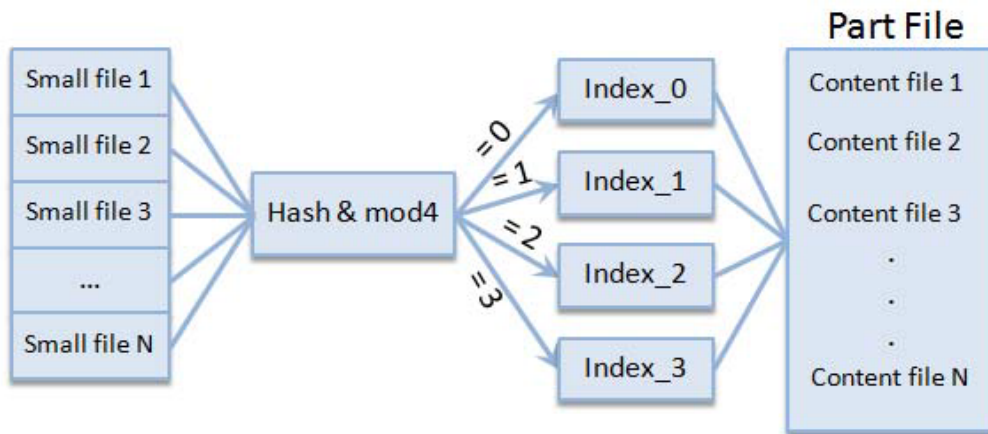 Part File
Small file 1
Small file 2
Small file 3
...
Small file N
Hash & mod4
=0
=1
=2
=3
Index_0
Index_1
Index_2
Index_3
Content file 1
Content file 2
Content file 3
.
.
.
Content file N